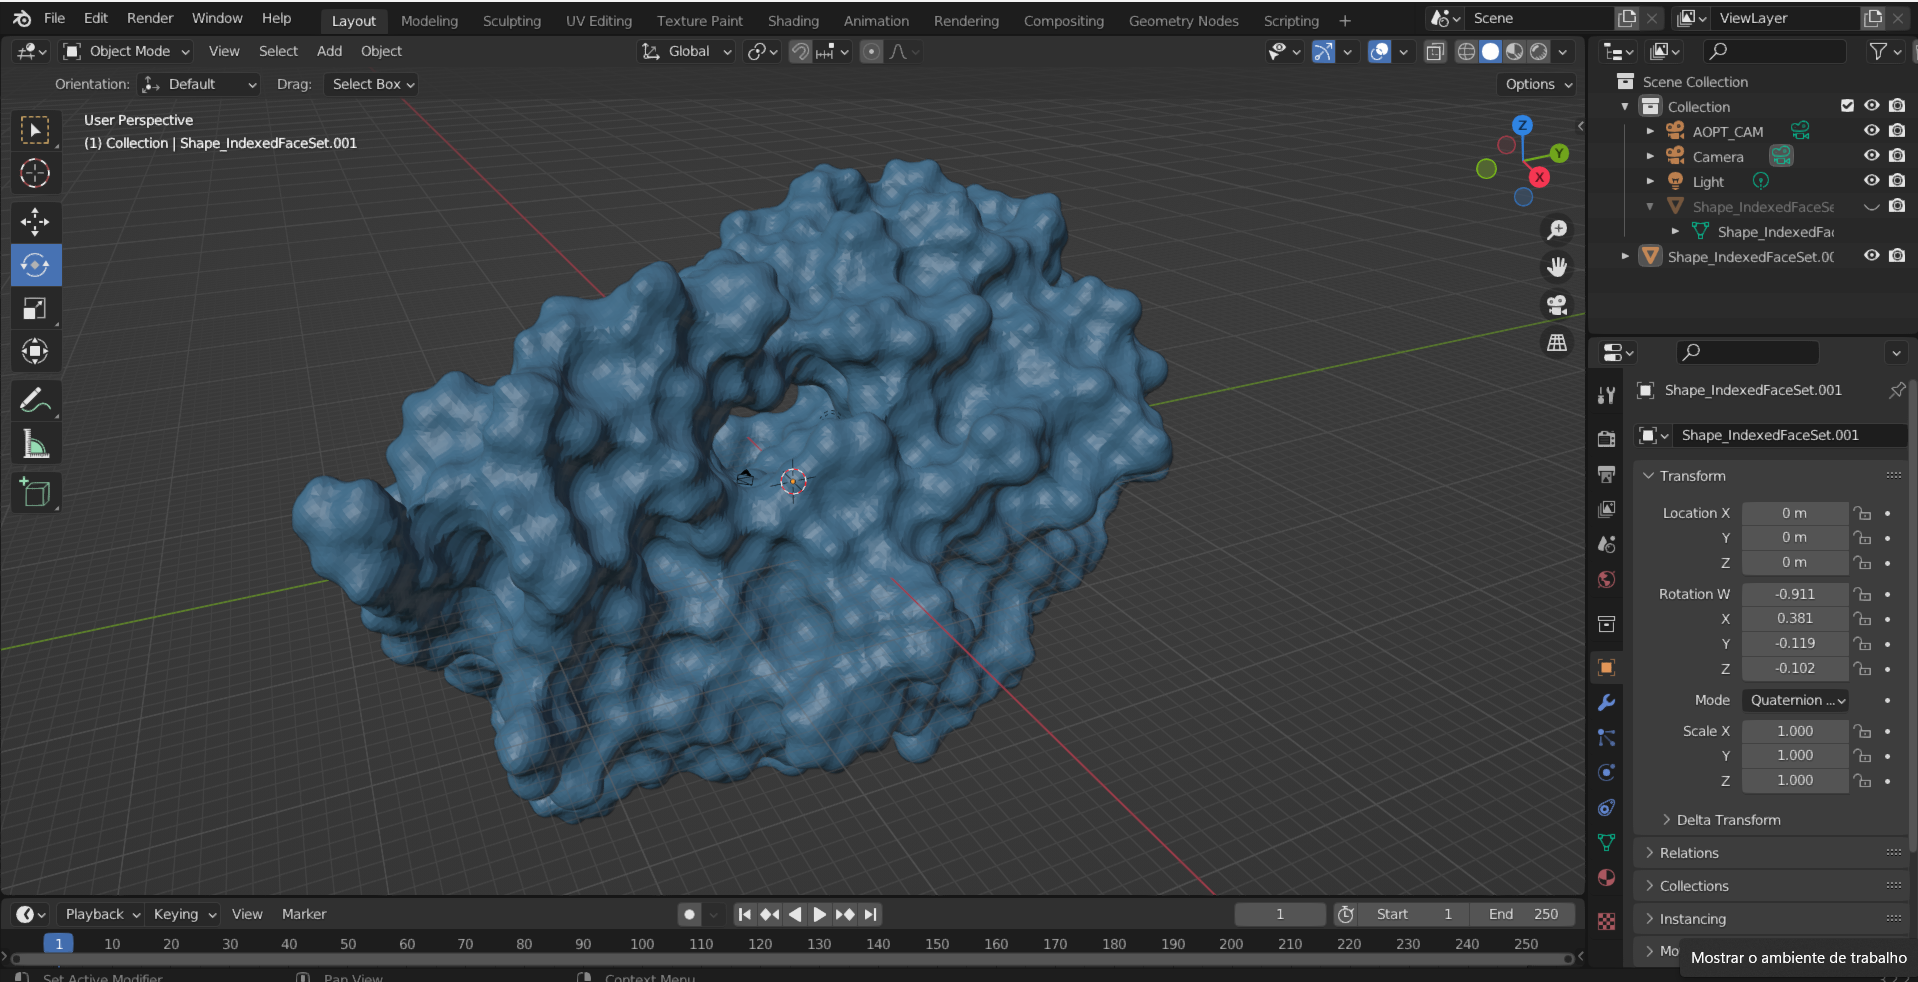 File Edit Render Window Help Layout Modeling Sculpting UV Editing Texture Paint Shading Animation Rendering Compositing Geometry Nodes Scripting + Scene ViewLayer
Object Mode View Select Add Object Global
Orientation: Default Drag: Select Box Options
User Perspective
(1) Collection | Shape_IndexedFaceSet.001
Z
Y
X
Scene Collection
Collection
AOPT_CAM
Camera
Light
Shape_IndexedFaceSe
Shape_IndexedFac
Shape_IndexedFaceSet.00
Shape_IndexedFaceSet.001
Shape_IndexedFaceSet.001
Transform
Location X 0 m
Y 0 m
Z 0 m
Rotation W -0.911
X 0.381
Y -0.119
Z -0.102
Mode Quaternion ...
Scale X 1.000
Y 1.000
Z 1.000
Delta Transform
Relations
Collections
Instancing
Mo
Mostrar o ambiente de trabalho
Playback Keying View Marker 1 Start 1 End 250
1 10 20 30 40 50 60 70 80 90 100 110 120 130 140 150 160 170 180 190 200 210 220 230 240 250
Set Active Modifier Pan View Context Menu